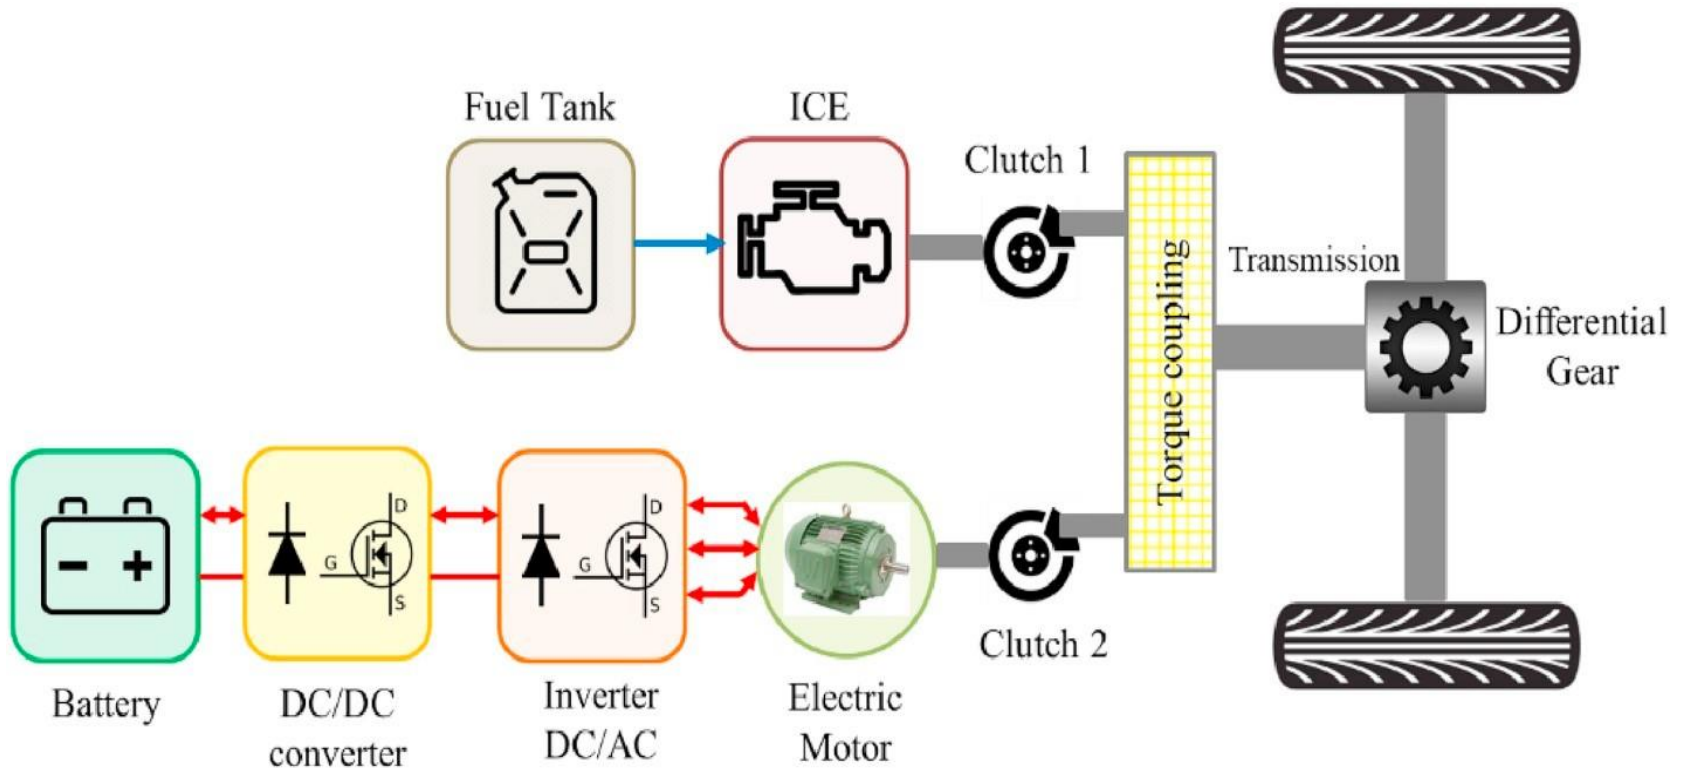 Fuel Tank
ICE
Clutch 1
Torque coupling
Transmission
Differential
Gear
D
G
S
D
G
S
Clutch 2
Battery
DC/DC
converter
Inverter
DC/AC
Electric
Motor